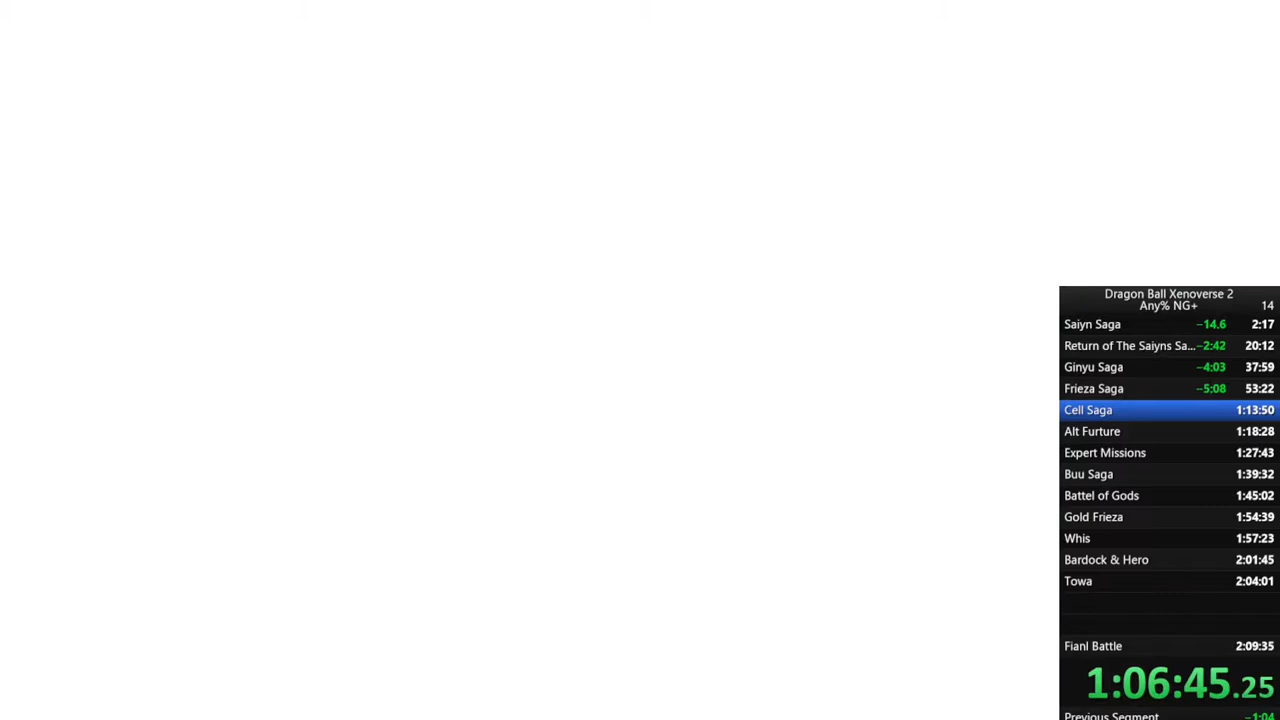 Dragon Ball Xenoverse 2
Any% NG+ 14
Saiyn Saga −14.6 2:17
Return of The Saiyns Sa... −2:42 20:12
Ginyu Saga −4:03 37:59
Frieza Saga −5:08 53:22
Cell Saga 1:13:50
Alt Furture 1:18:28
Expert Missions 1:27:43
Buu Saga 1:39:32
Battel of Gods 1:45:02
Gold Frieza 1:54:39
Whis 1:57:23
Bardock & Hero 2:01:45
Towa 2:04:01
Fianl Battle 2:09:35
1:06:45.25
Previous Segment −1:04